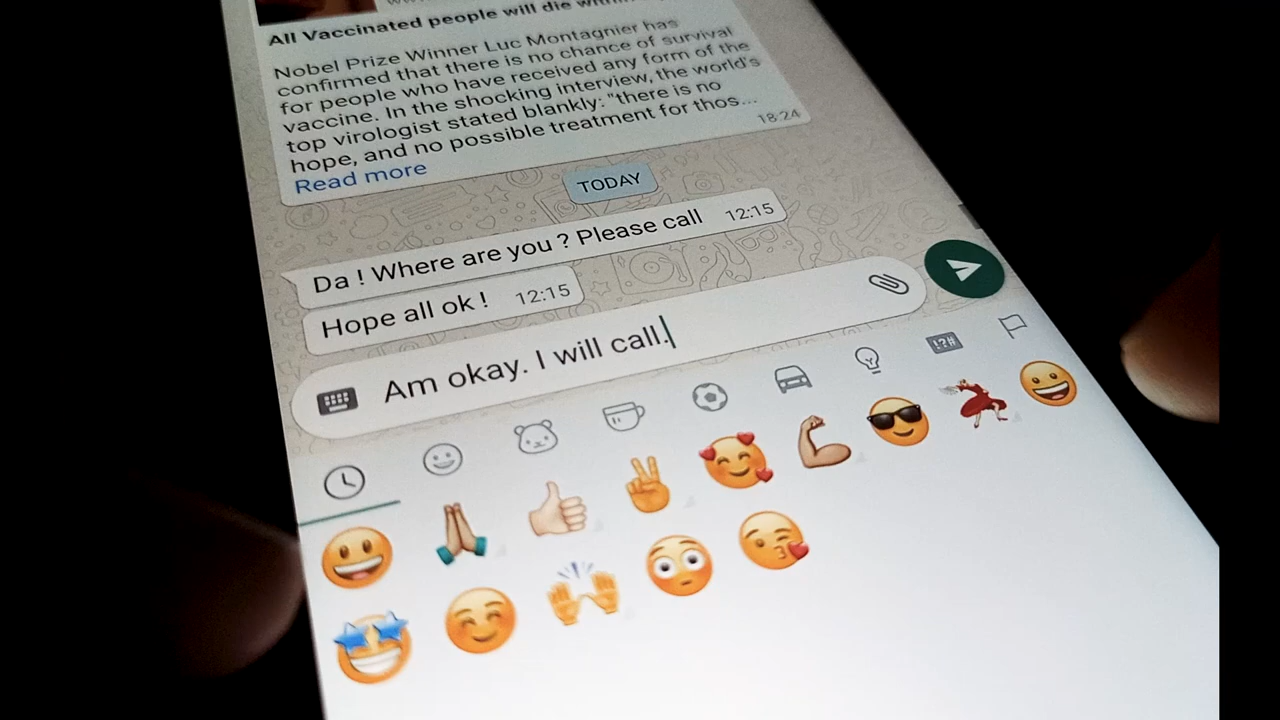 All Vaccinated people will die
Nobel Prize Winner Luc Montagnier has
confirmed that there is no chance of survival
for people who have received any form of the
vaccine. In the shocking interview, the world's
top virologist stated blankly: "there is no
hope, and no possible treatment for thos...
18:24
Read more
TODAY
Da ! Where are you ? Please call 12:15
Hope all ok ! 12:15
Am okay. I will call.
!?#